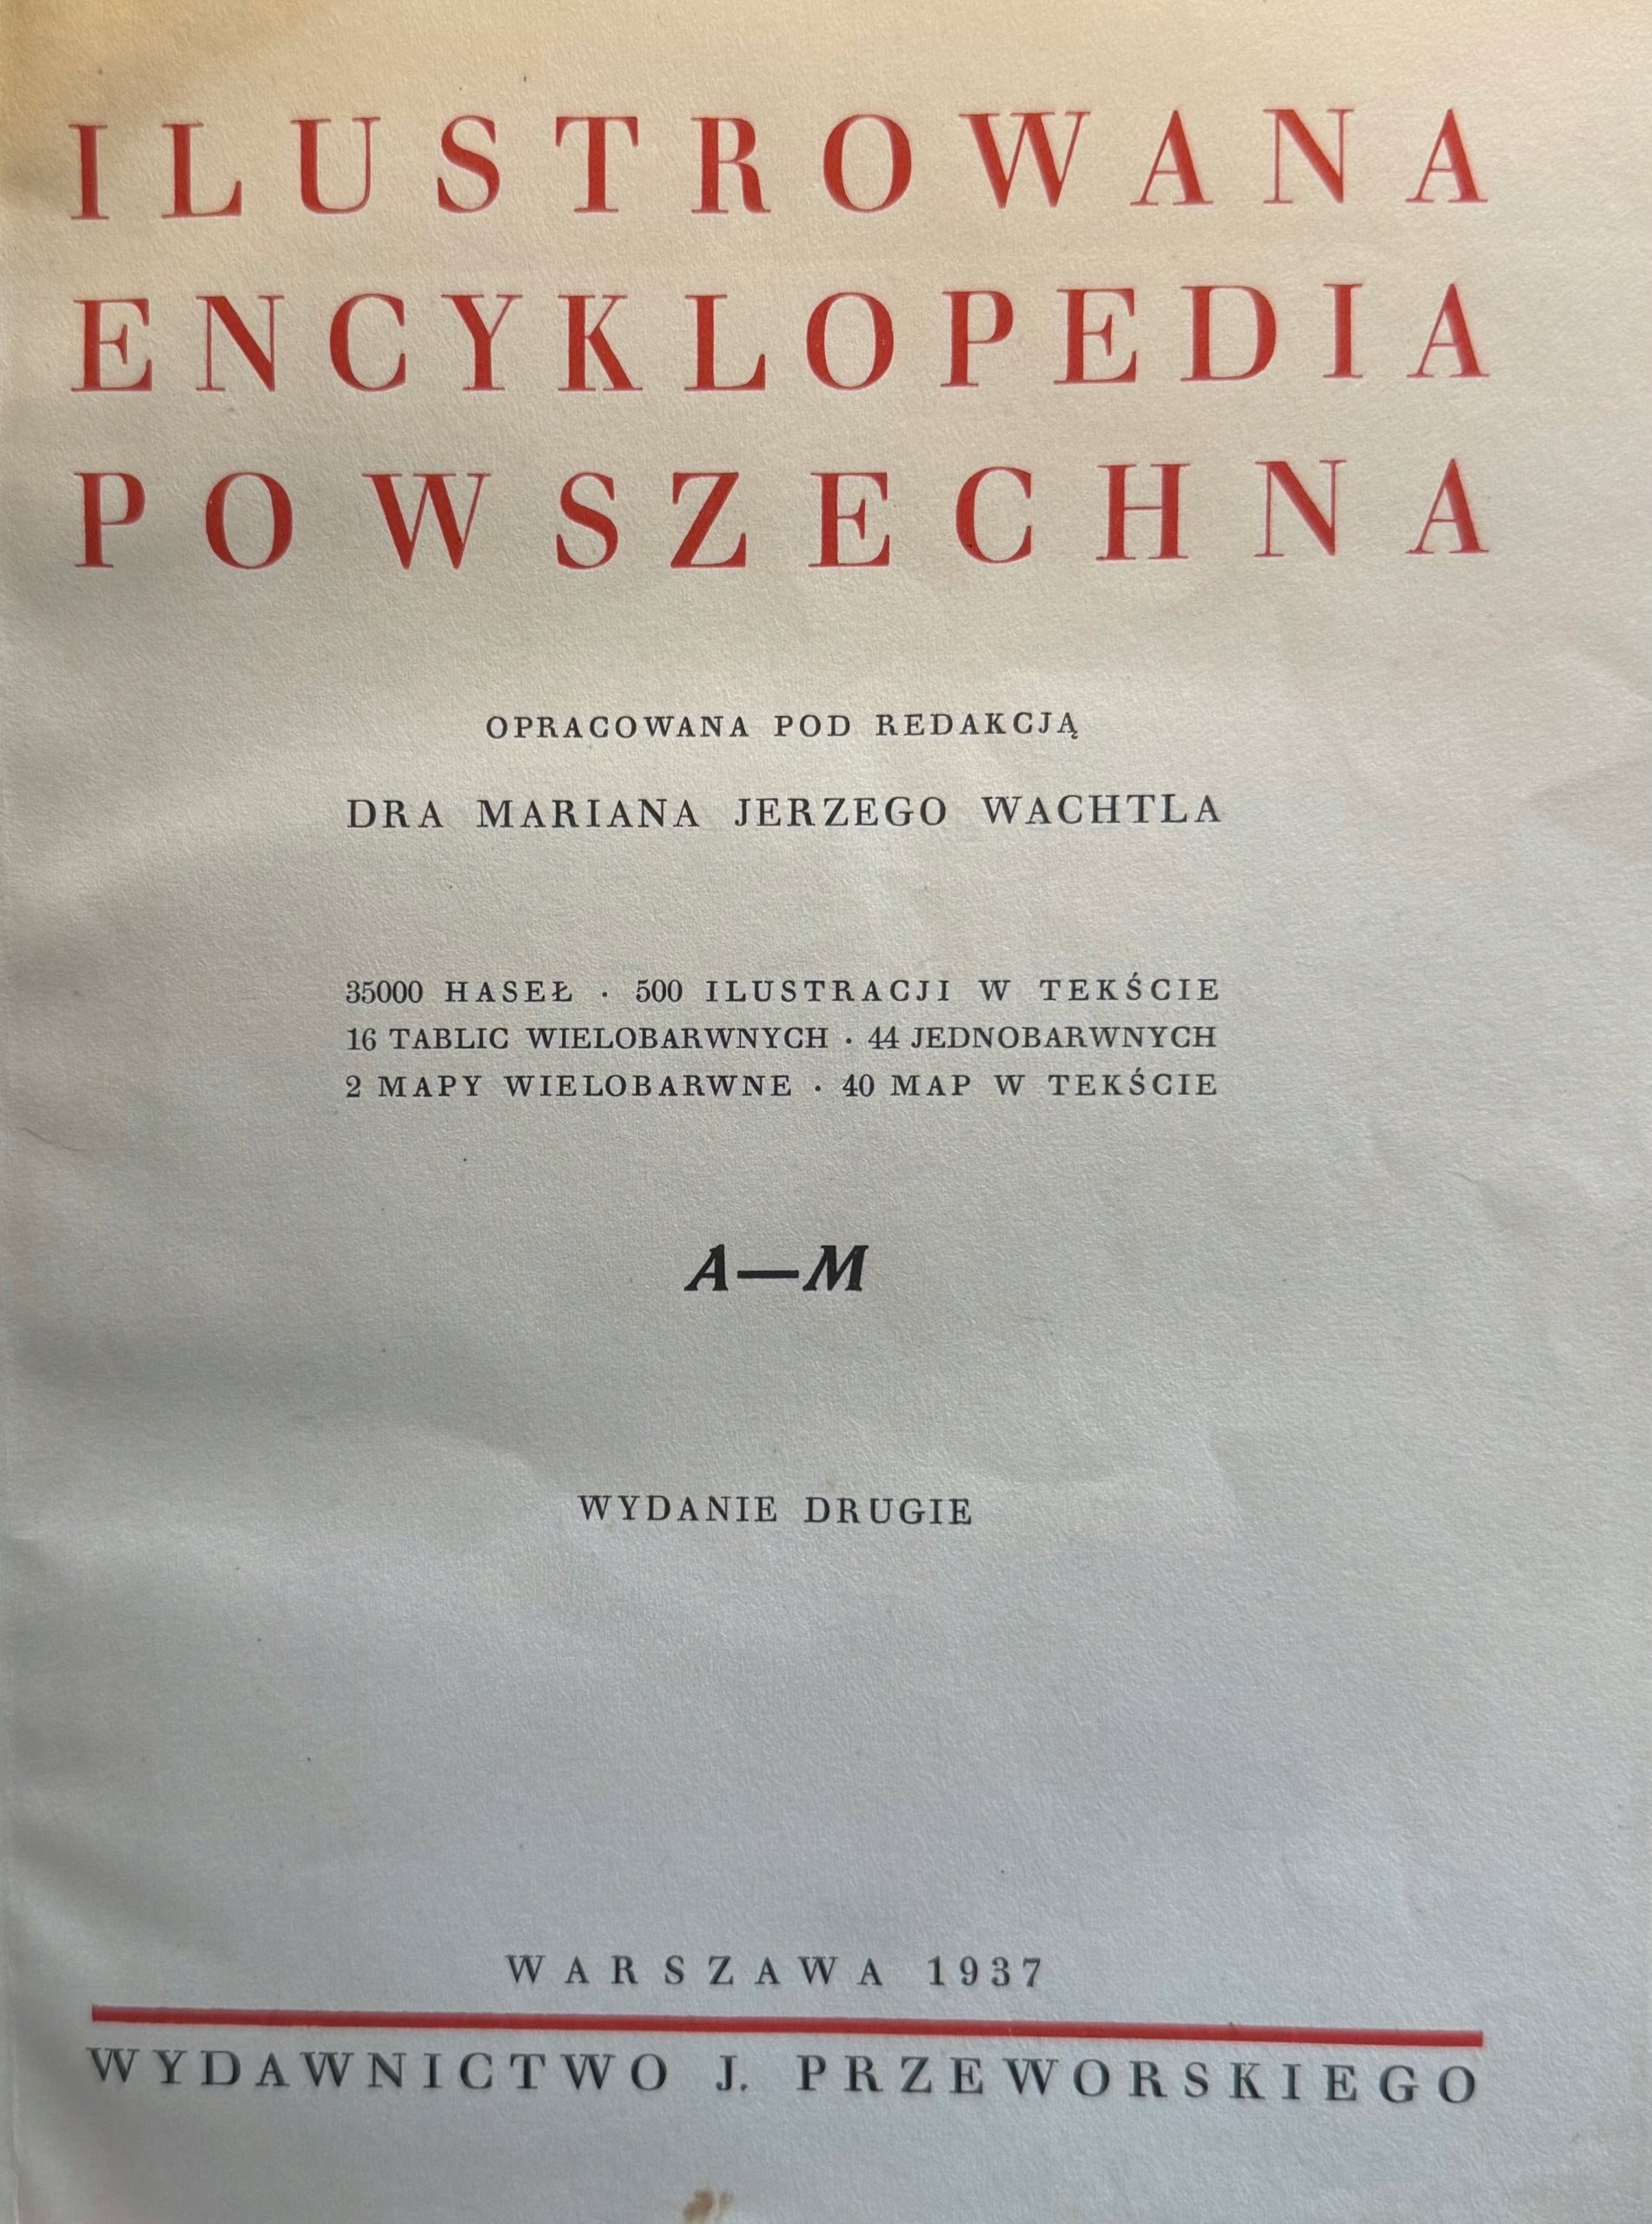 ILUSTROWANA
ENCYKLOPEDIA
POWSZECHNA
OPRACOWANA POD REDAKCJĄ
DRA MARIANA JERZEGO WACHTLA
35000 HASEŁ · 500 ILUSTRACJI W TEKŚCIE
16 TABLIC WIELOBARWNYCH · 44 JEDNOBARWNYCH
2 MAPY WIELOBARWNE · 40 MAP W TEKŚCIE
A—M
WYDANIE DRUGIE
WARSZAWA 1937
WYDAWNICTWO J. PRZEWORSKIEGO